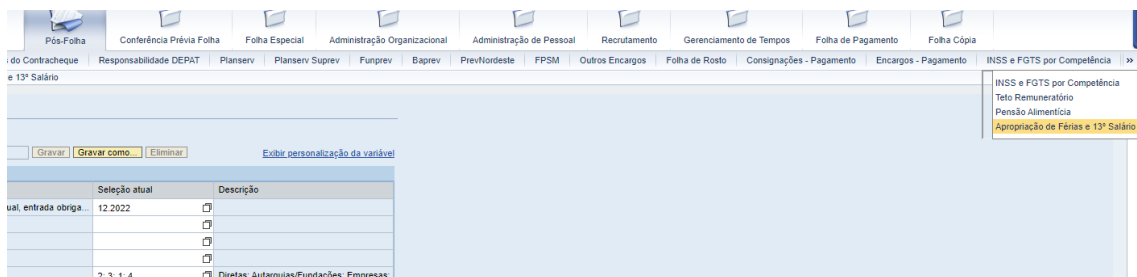 Pós-Folha Conferência Prévia Folha Folha Especial Administração Organizacional Administração de Pessoal Recrutamento Gerenciamento de Tempos Folha de Pagamento Folha Cópia
do Contracheque Responsabilidade DEPAT Planserv Planserv Suprev Funprev Baprev PrevNordeste FPSM Outros Encargos Folha de Rosto Consignações - Pagamento Encargos - Pagamento INSS e FGTS por Competência »
e 13º Salário
INSS e FGTS por Competência
Teto Remuneratório
Pensão Alimentícia
Apropriação de Férias e 13º Salário
Gravar Gravar como... Eliminar Exibir personalização da variável
Seleção atual Descrição
ual, entrada obriga... 12.2022
2; 3; 1; 4 Diretas; Autarquias/Fundações; Empresas;